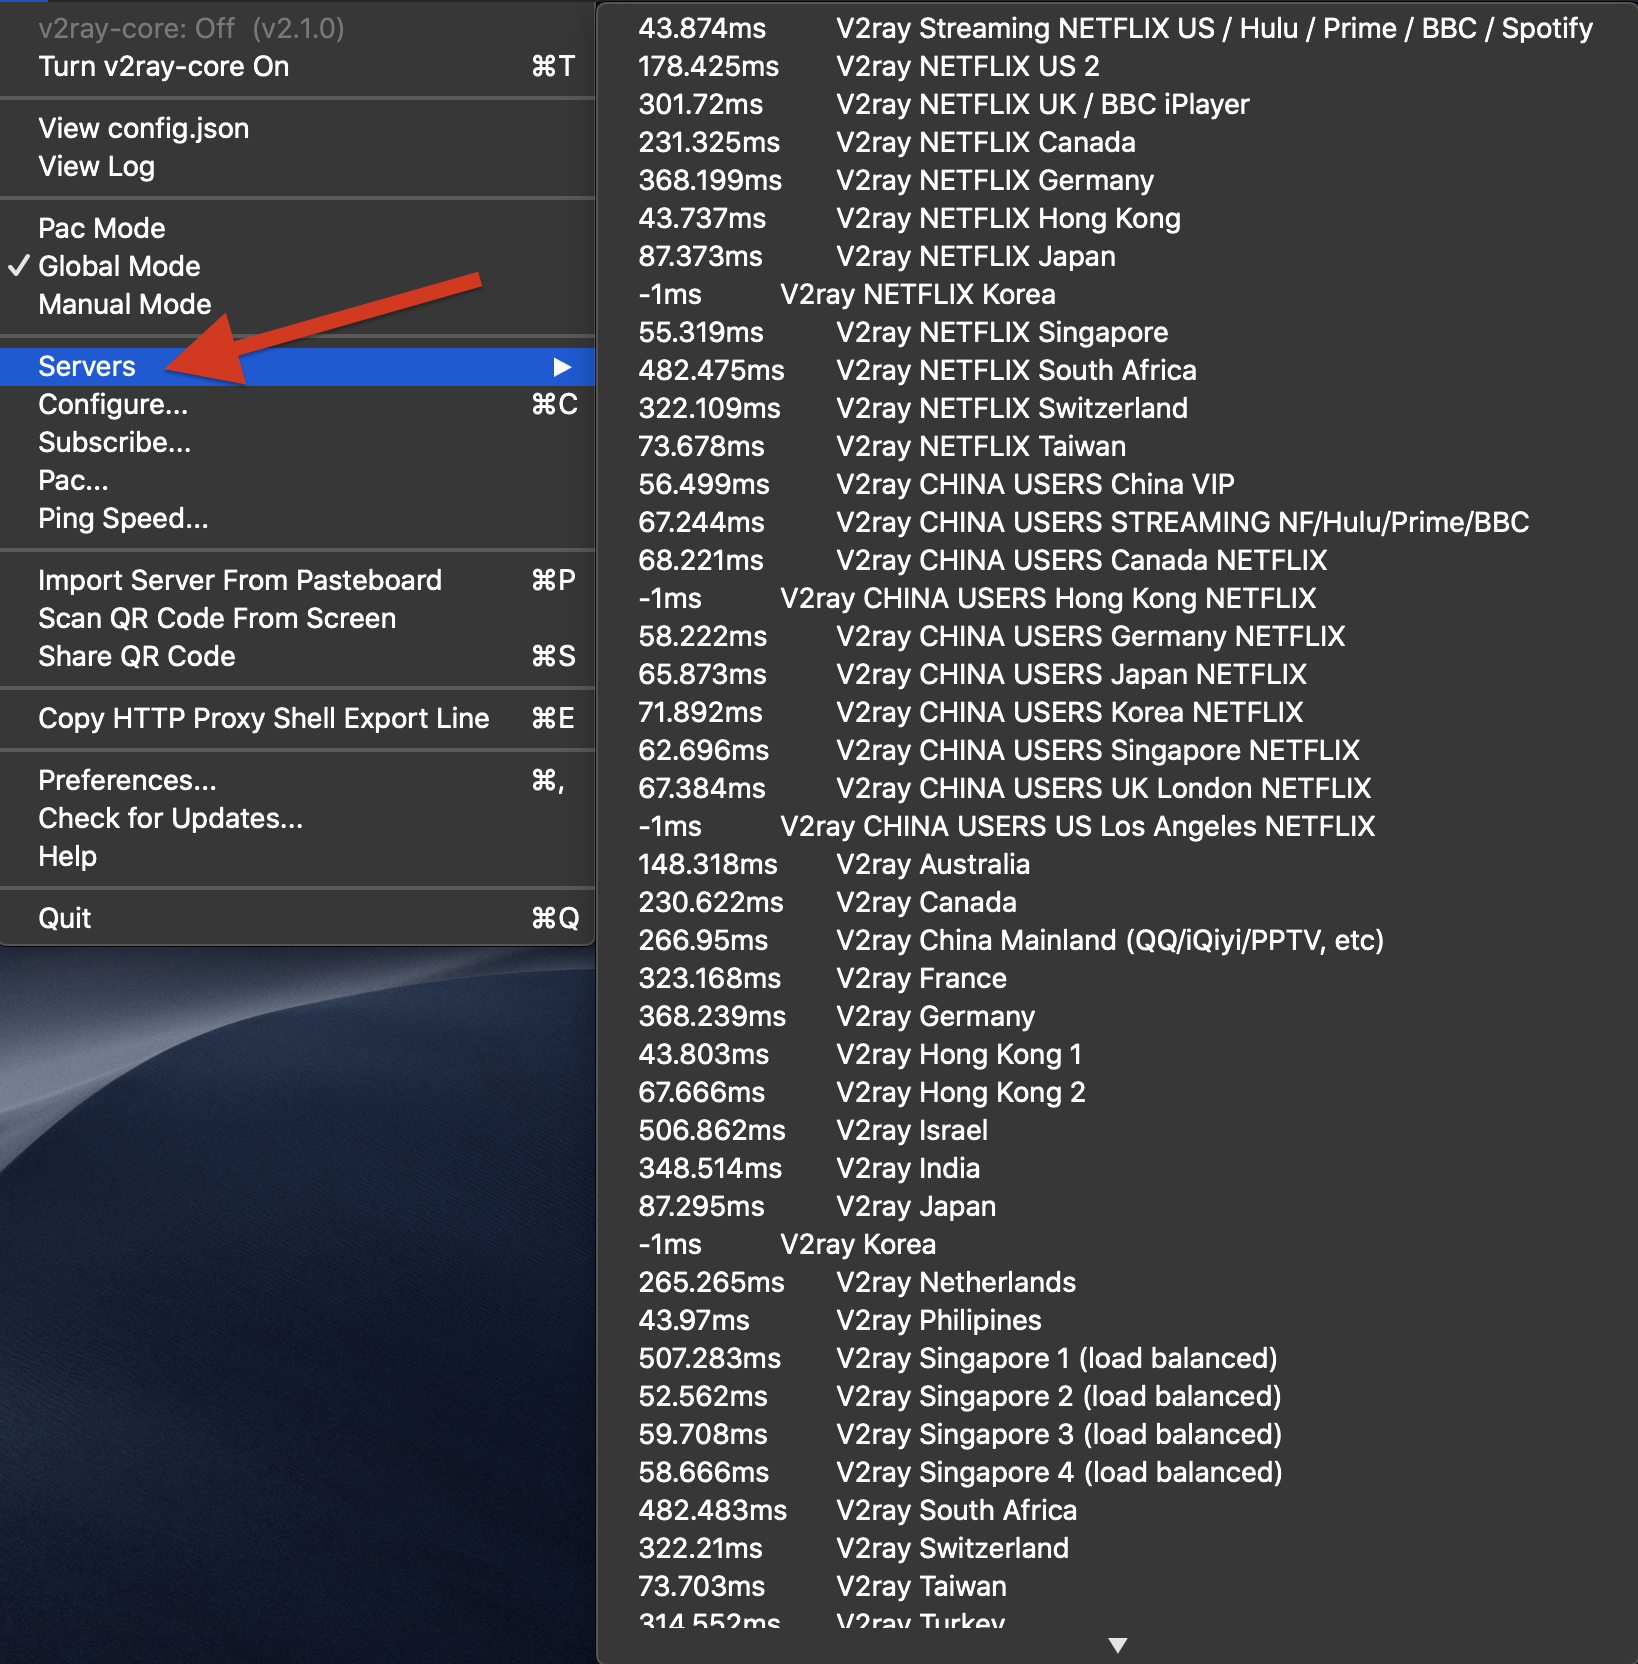 v2ray-core: Off (v2.1.0)
Turn v2ray-core On ⌘T
View config.json
View Log
Pac Mode
✓ Global Mode
Manual Mode
Servers ▶
Configure... ⌘C
Subscribe...
Pac...
Ping Speed...
Import Server From Pasteboard ⌘P
Scan QR Code From Screen
Share QR Code ⌘S
Copy HTTP Proxy Shell Export Line ⌘E
Preferences... ⌘,
Check for Updates...
Help
Quit ⌘Q
43.874ms V2ray Streaming NETFLIX US / Hulu / Prime / BBC / Spotify
178.425ms V2ray NETFLIX US 2
301.72ms V2ray NETFLIX UK / BBC iPlayer
231.325ms V2ray NETFLIX Canada
368.199ms V2ray NETFLIX Germany
43.737ms V2ray NETFLIX Hong Kong
87.373ms V2ray NETFLIX Japan
-1ms V2ray NETFLIX Korea
55.319ms V2ray NETFLIX Singapore
482.475ms V2ray NETFLIX South Africa
322.109ms V2ray NETFLIX Switzerland
73.678ms V2ray NETFLIX Taiwan
56.499ms V2ray CHINA USERS China VIP
67.244ms V2ray CHINA USERS STREAMING NF/Hulu/Prime/BBC
68.221ms V2ray CHINA USERS Canada NETFLIX
-1ms V2ray CHINA USERS Hong Kong NETFLIX
58.222ms V2ray CHINA USERS Germany NETFLIX
65.873ms V2ray CHINA USERS Japan NETFLIX
71.892ms V2ray CHINA USERS Korea NETFLIX
62.696ms V2ray CHINA USERS Singapore NETFLIX
67.384ms V2ray CHINA USERS UK London NETFLIX
-1ms V2ray CHINA USERS US Los Angeles NETFLIX
148.318ms V2ray Australia
230.622ms V2ray Canada
266.95ms V2ray China Mainland (QQ/iQiyi/PPTV, etc)
323.168ms V2ray France
368.239ms V2ray Germany
43.803ms V2ray Hong Kong 1
67.666ms V2ray Hong Kong 2
506.862ms V2ray Israel
348.514ms V2ray India
87.295ms V2ray Japan
-1ms V2ray Korea
265.265ms V2ray Netherlands
43.97ms V2ray Philipines
507.283ms V2ray Singapore 1 (load balanced)
52.562ms V2ray Singapore 2 (load balanced)
59.708ms V2ray Singapore 3 (load balanced)
58.666ms V2ray Singapore 4 (load balanced)
482.483ms V2ray South Africa
322.21ms V2ray Switzerland
73.703ms V2ray Taiwan
314.552ms V2ray Turkey